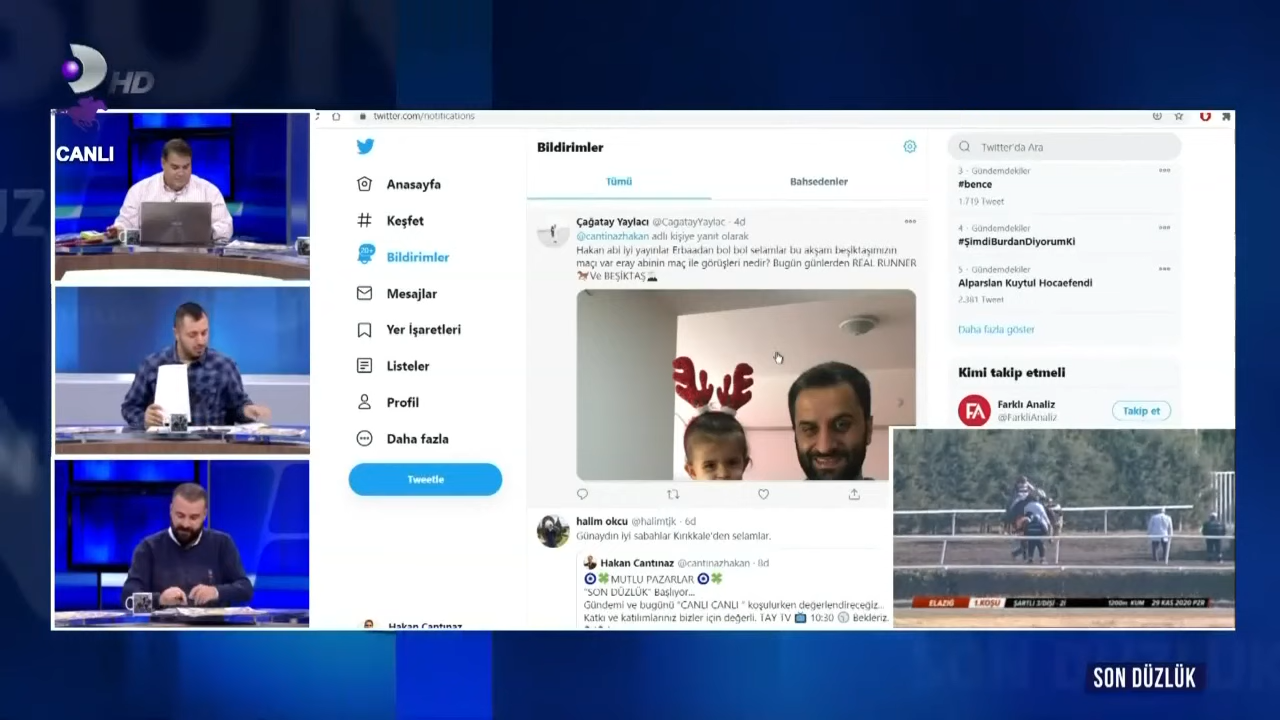 HD
CANLI
twitter.com/notifications
Anasayfa
Keşfet
20+
Bildirimler
Mesajlar
Yer İşaretleri
Listeler
Profil
Daha fazla
Tweetle
Hakan Cantınaz
Bildirimler
Tümü
Bahsedenler
Çağatay Yaylacı @CagatayYaylac · 4d
@cantinazhakan adlı kişiye yanıt olarak
Hakan abi iyi yayınlar Erbaadan bol bol selamlar bu akşam beşiktaşımızın
maçı var eray abinin maç ile görüşleri nedir? Bugün günlerden REAL RUNNER
Ve BEŞİKTAŞ
halim okcu @halimtjk · 6d
Günaydın iyi sabahlar Kırıkkale'den selamlar.
Hakan Cantınaz @cantinazhakan · 8d
MUTLU PAZARLAR
"SON DÜZLÜK" Başlıyor...
Gündemi ve bugünü "CANLI CANLI " koşulurken değerlendireceğiz...
Katkı ve katılımlarınız bizler için değerli. TAY TV 10:30 Bekleriz.
Twitter'da Ara
3 · Gündemdekiler
#bence
1.719 Tweet
4 · Gündemdekiler
#ŞimdiBurdanDiyorumKi
5 · Gündemdekiler
Alparslan Kuytul Hocaefendi
2.381 Tweet
Daha fazla göster
Kimi takip etmeli
FA
Farklı Analiz
@FarkliAnaliz
Takip et
ELAZIĞ 1.KOŞU ŞARTLI 3/DİŞİ - 2İ 1200m KUM 29 KAS 2020 PZR
SON DÜZLÜK